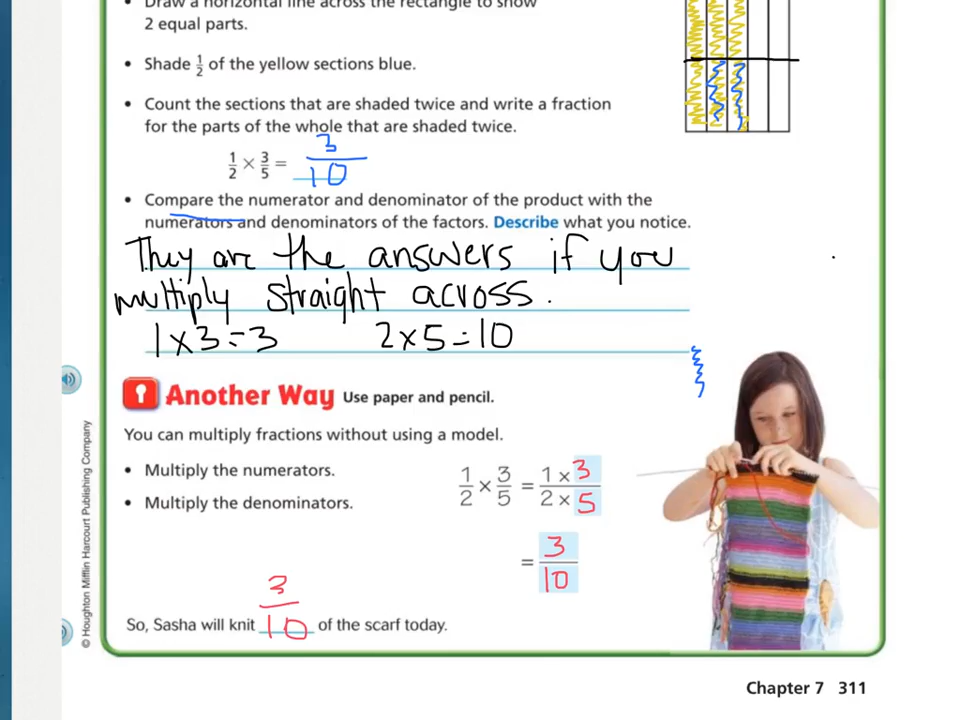 • Draw a horizontal line across the rectangle to show
2 equal parts.
• Shade 1/2 of the yellow sections blue.
• Count the sections that are shaded twice and write a fraction
for the parts of the whole that are shaded twice.
1/2 × 3/5 = 3/10
• Compare the numerator and denominator of the product with the
numerators and denominators of the factors. Describe what you notice.
They are the answers if you
multiply straight across.
1x3=3 2x5=10
Another Way Use paper and pencil.
You can multiply fractions without using a model.
• Multiply the numerators.
• Multiply the denominators.
1/2 × 3/5 = 1 × 3/2 × 5
= 3/10
So, Sasha will knit 3/10 of the scarf today.
© Houghton Mifflin Harcourt Publishing Company
Chapter 7 311